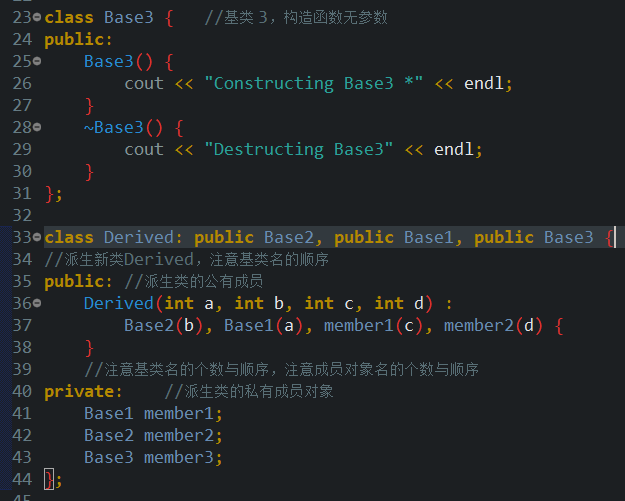 23 class Base3 {   //基类 3，构造函数无参数
24 public:
25     Base3() {
26         cout << "Constructing Base3 *" << endl;
27     }
28     ~Base3() {
29         cout << "Destructing Base3" << endl;
30     }
31 };
32
33 class Derived: public Base2, public Base1, public Base3 {
34 //派生新类Derived，注意基类名的顺序
35 public: //派生类的公有成员
36     Derived(int a, int b, int c, int d) :
37         Base2(b), Base1(a), member1(c), member2(d) {
38     }
39     //注意基类名的个数与顺序，注意成员对象名的个数与顺序
40 private:    //派生类的私有成员对象
41     Base1 member1;
42     Base2 member2;
43     Base3 member3;
44 };